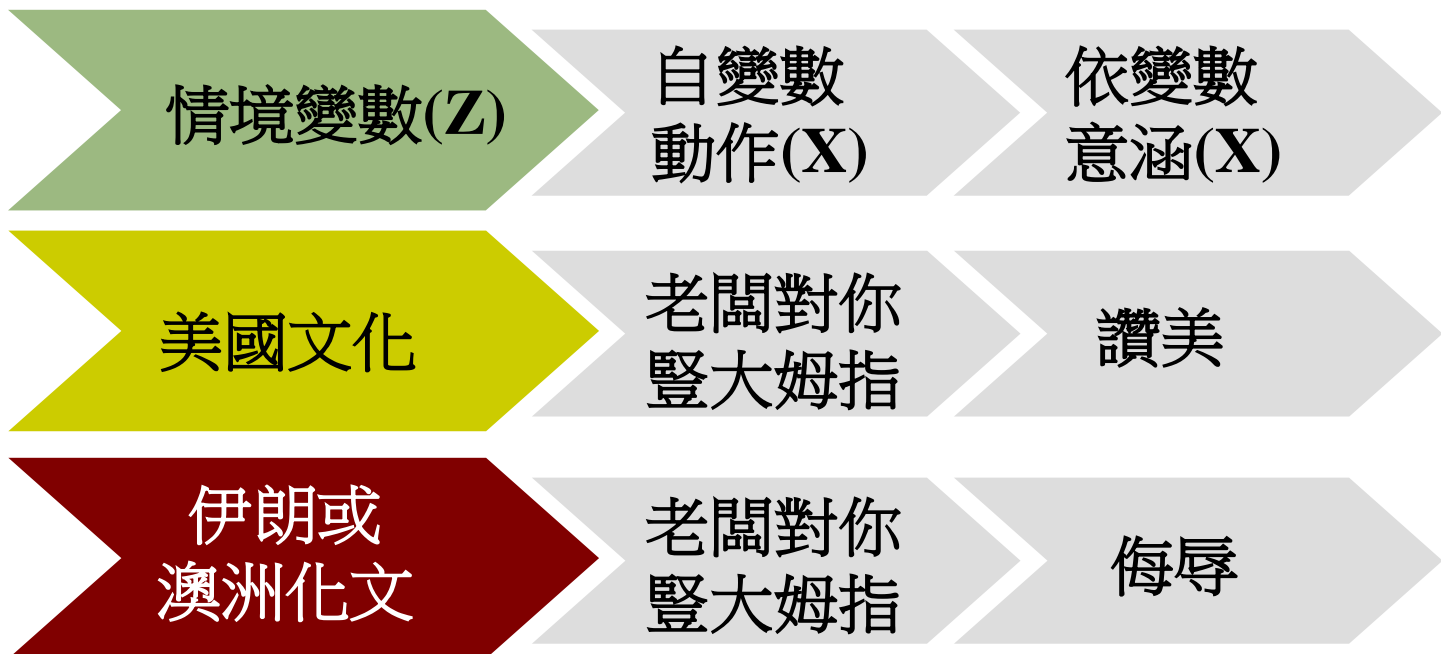 情境變數(Z)
自變數
動作(X)
依變數
意涵(X)
美國文化
老闆對你
豎大姆指
讚美
伊朗或
澳洲化文
老闆對你
豎大姆指
侮辱